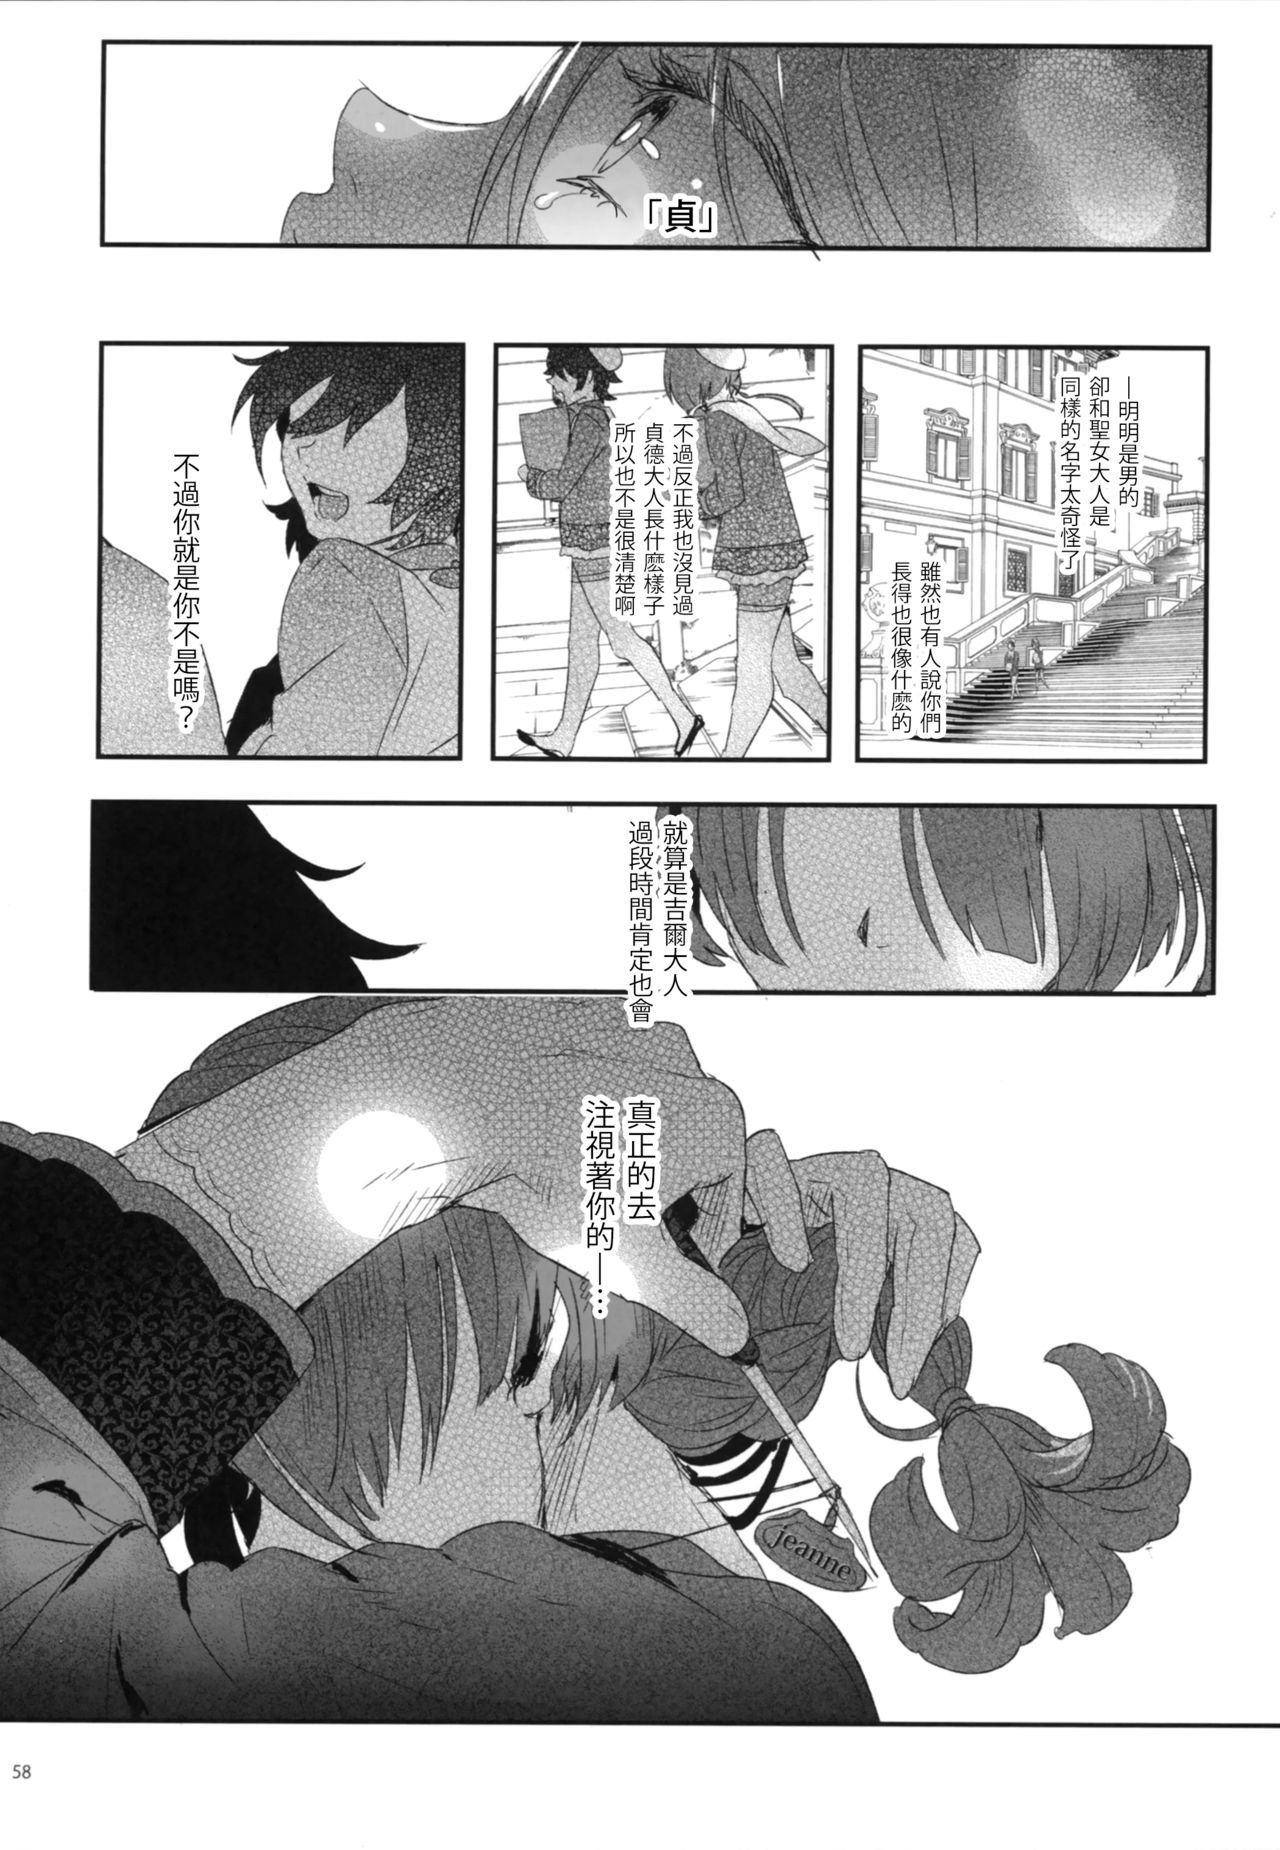 「貞」
—明明是男的
卻和聖女大人是
同樣的名字太奇怪了
雖然也有人說你們
長得也很像什麼的
不過反正我也沒見過
貞德大人長什麼樣子
所以也不是很清楚啊
不過你就是你不是嗎？
就算是吉爾大人
過段時間肯定也會
真正的去
注視著你的—……
jeanne
58